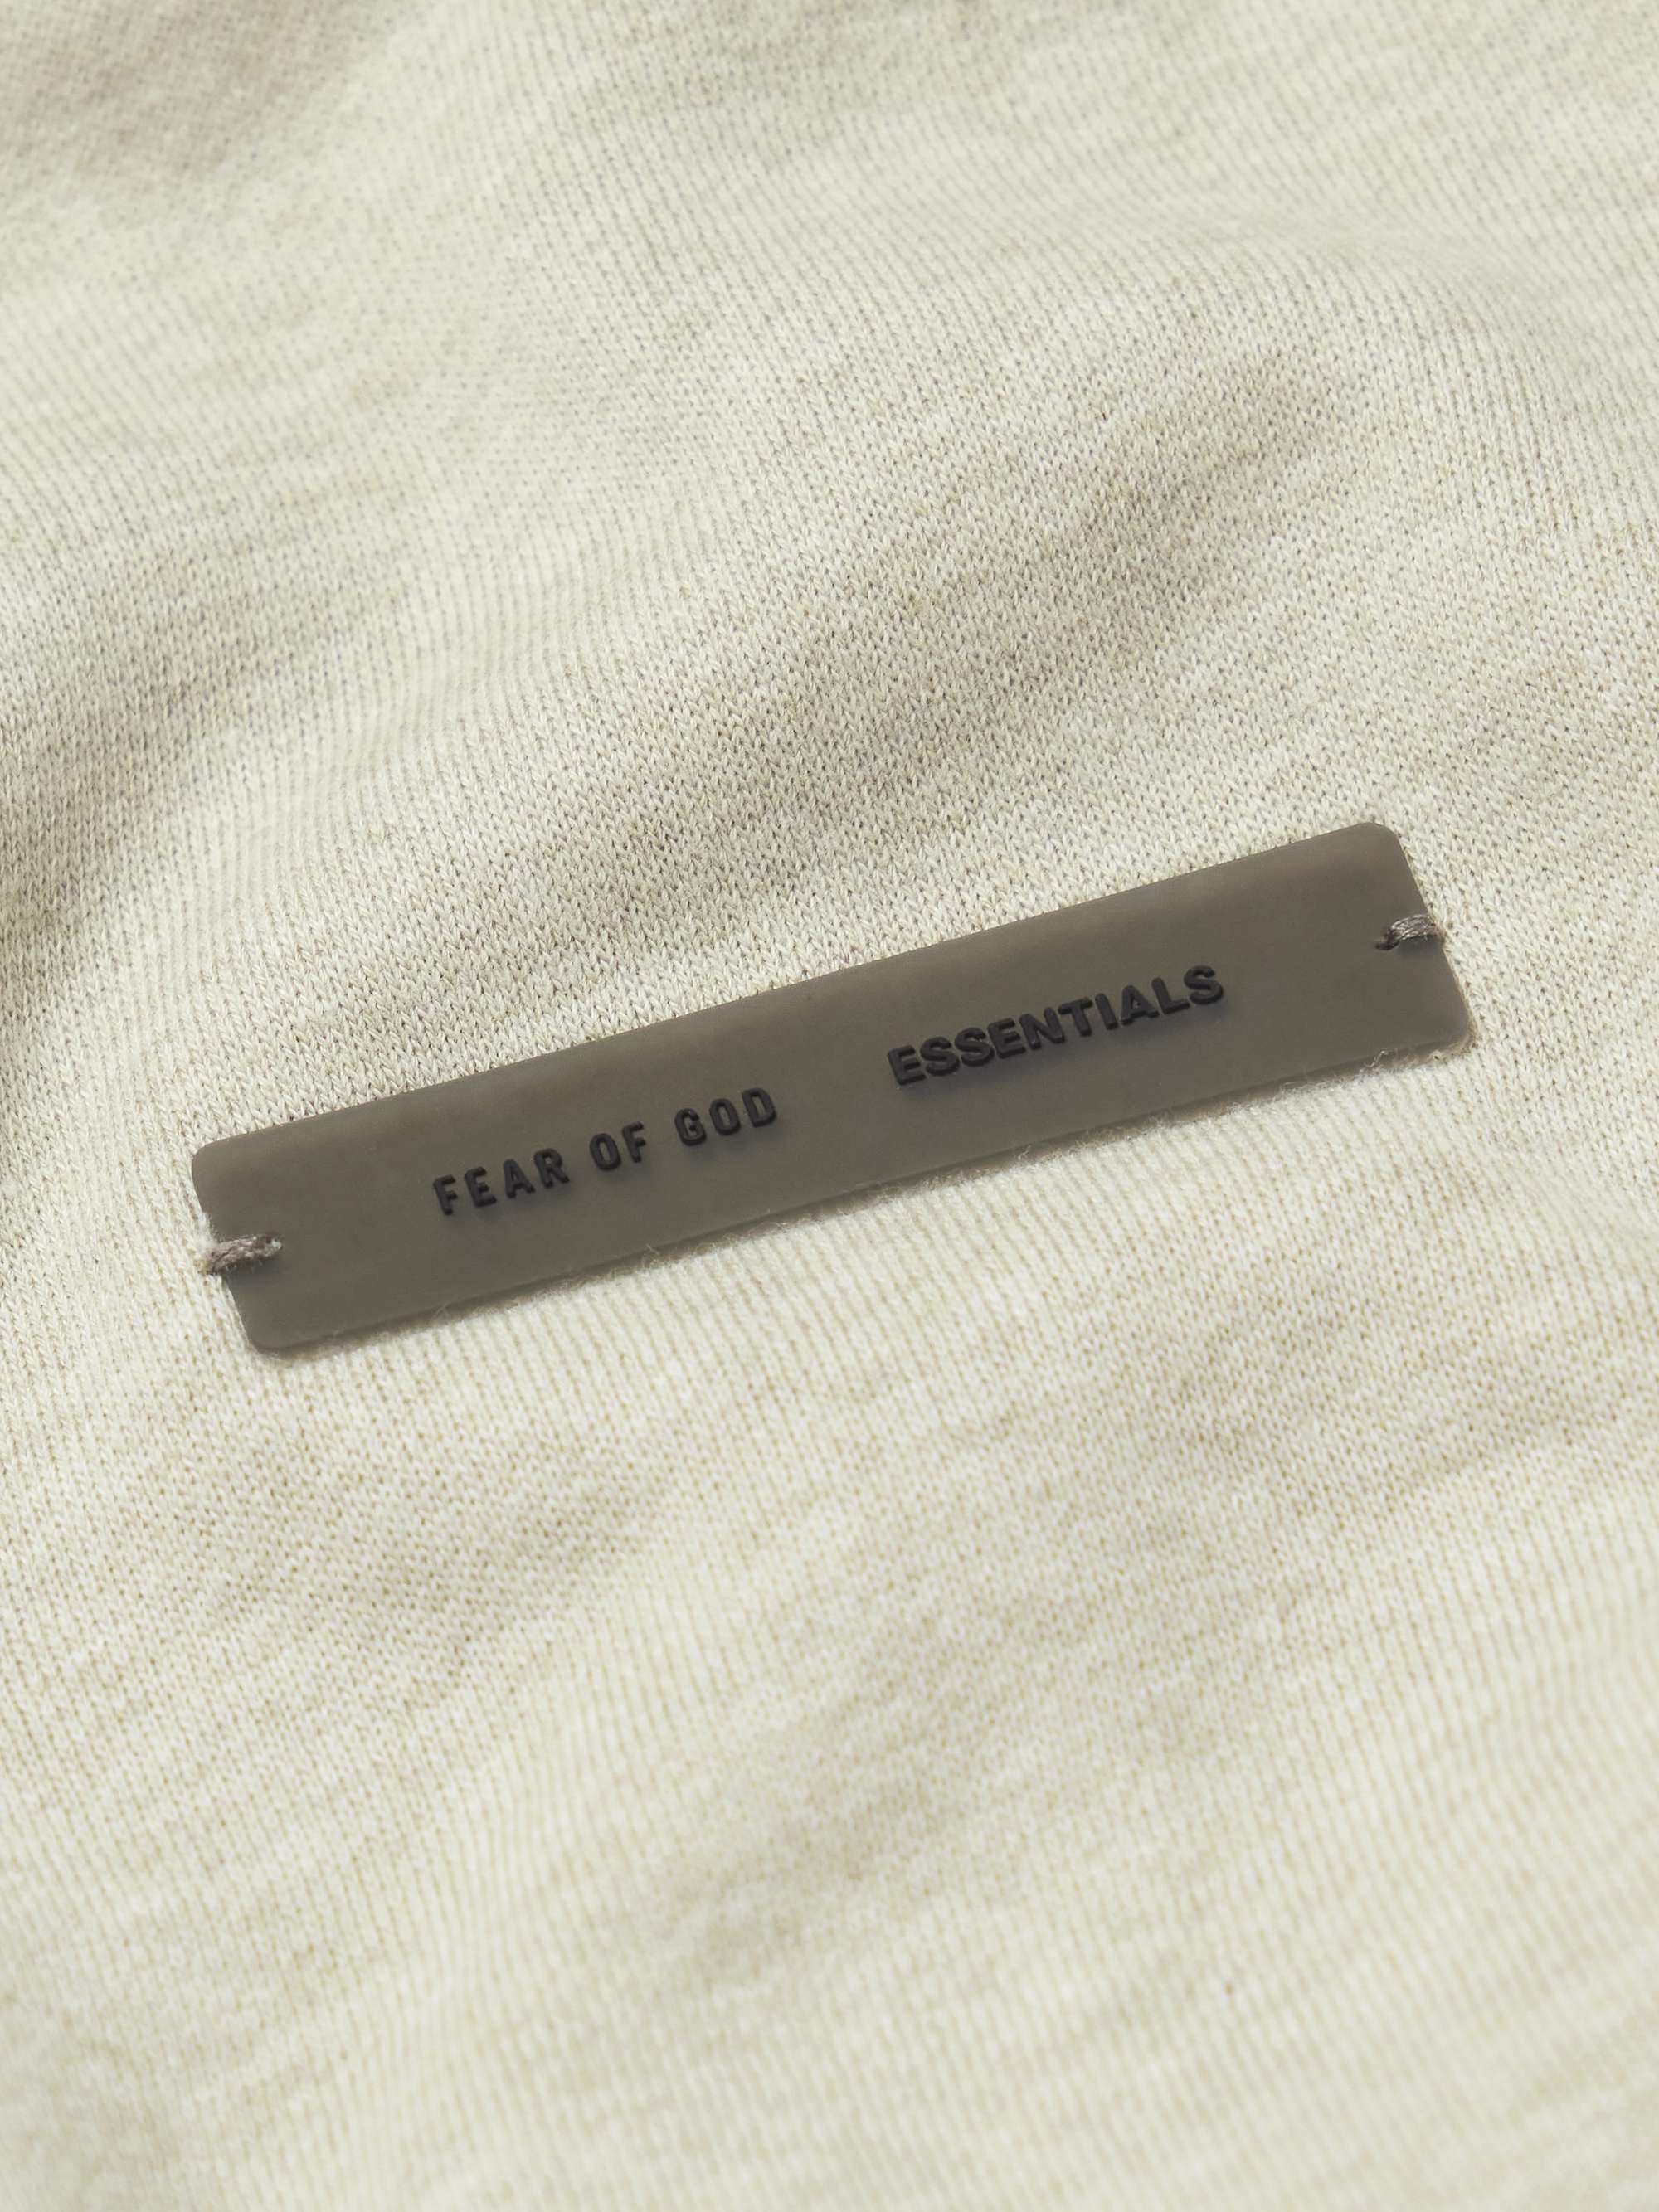 FEAR OF GOD ESSENTIALS